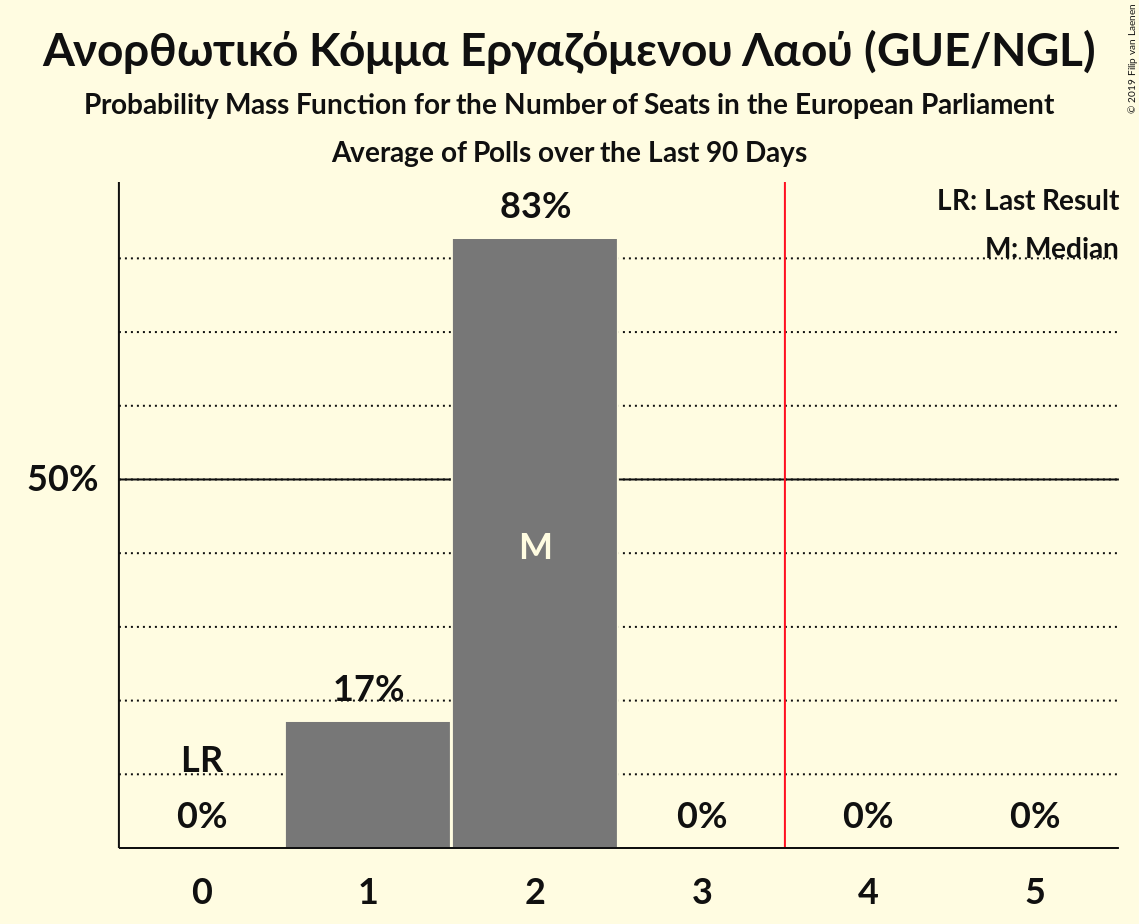 Ανορθωτικό Κόμμα Εργαζόμενου Λαού (GUE/NGL)
Probability Mass Function for the Number of Seats in the European Parliament
Average of Polls over the Last 90 Days
© 2019 Filip van Laenen
LR: Last Result
M: Median
83%
50%
M
17%
LR
0%
0%
0%
0%
0 1 2 3 4 5